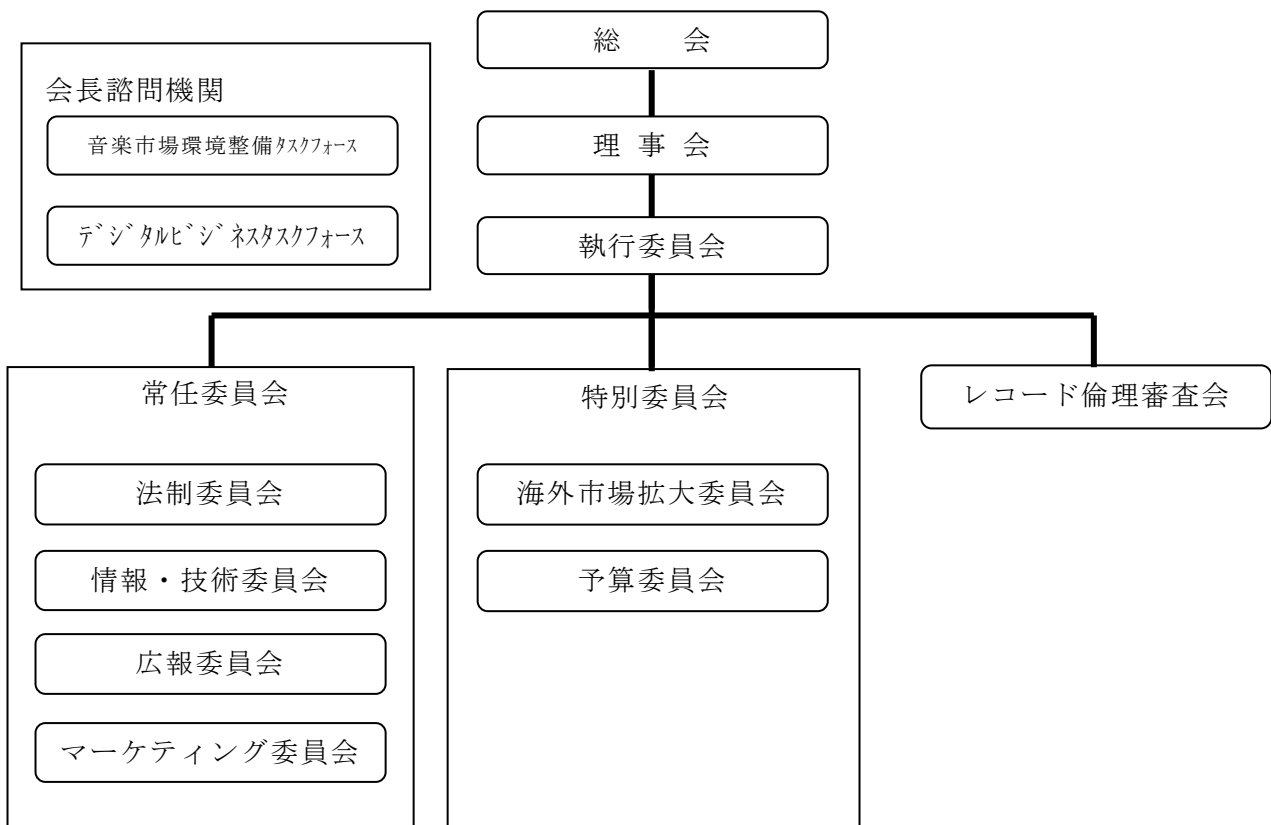 総　　会
会長諮問機関
音楽市場環境整備ﾀｽｸﾌｫｰｽ
ﾃﾞｼﾞﾀﾙﾋﾞｼﾞﾈｽﾀｽｸﾌｫｰｽ
理 事 会
執行委員会
常任委員会
法制委員会
情報・技術委員会
広報委員会
マーケティング委員会
特別委員会
海外市場拡大委員会
予算委員会
レコード倫理審査会